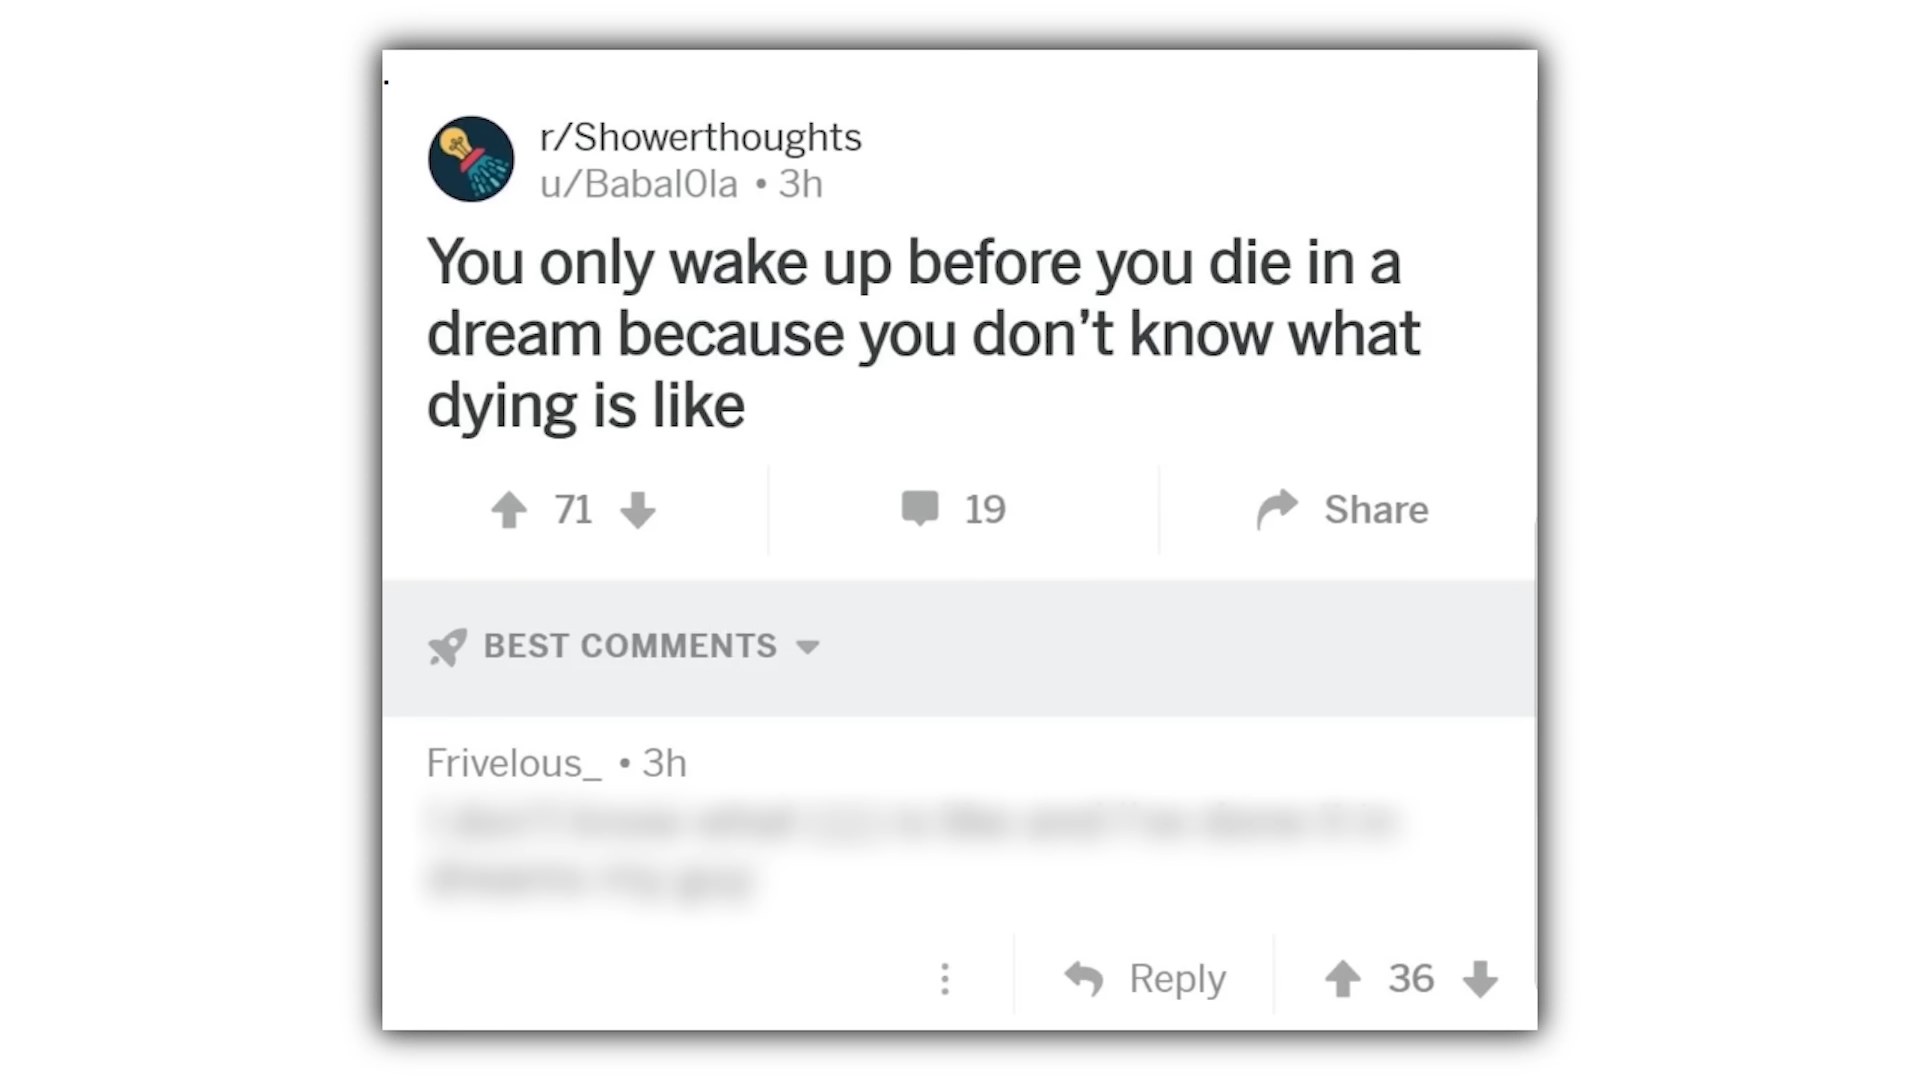 r/Showerthoughts
u/BabalOla • 3h
You only wake up before you die in a
dream because you don’t know what
dying is like
71
19
Share
BEST COMMENTS
Frivelous_ • 3h
Reply
36